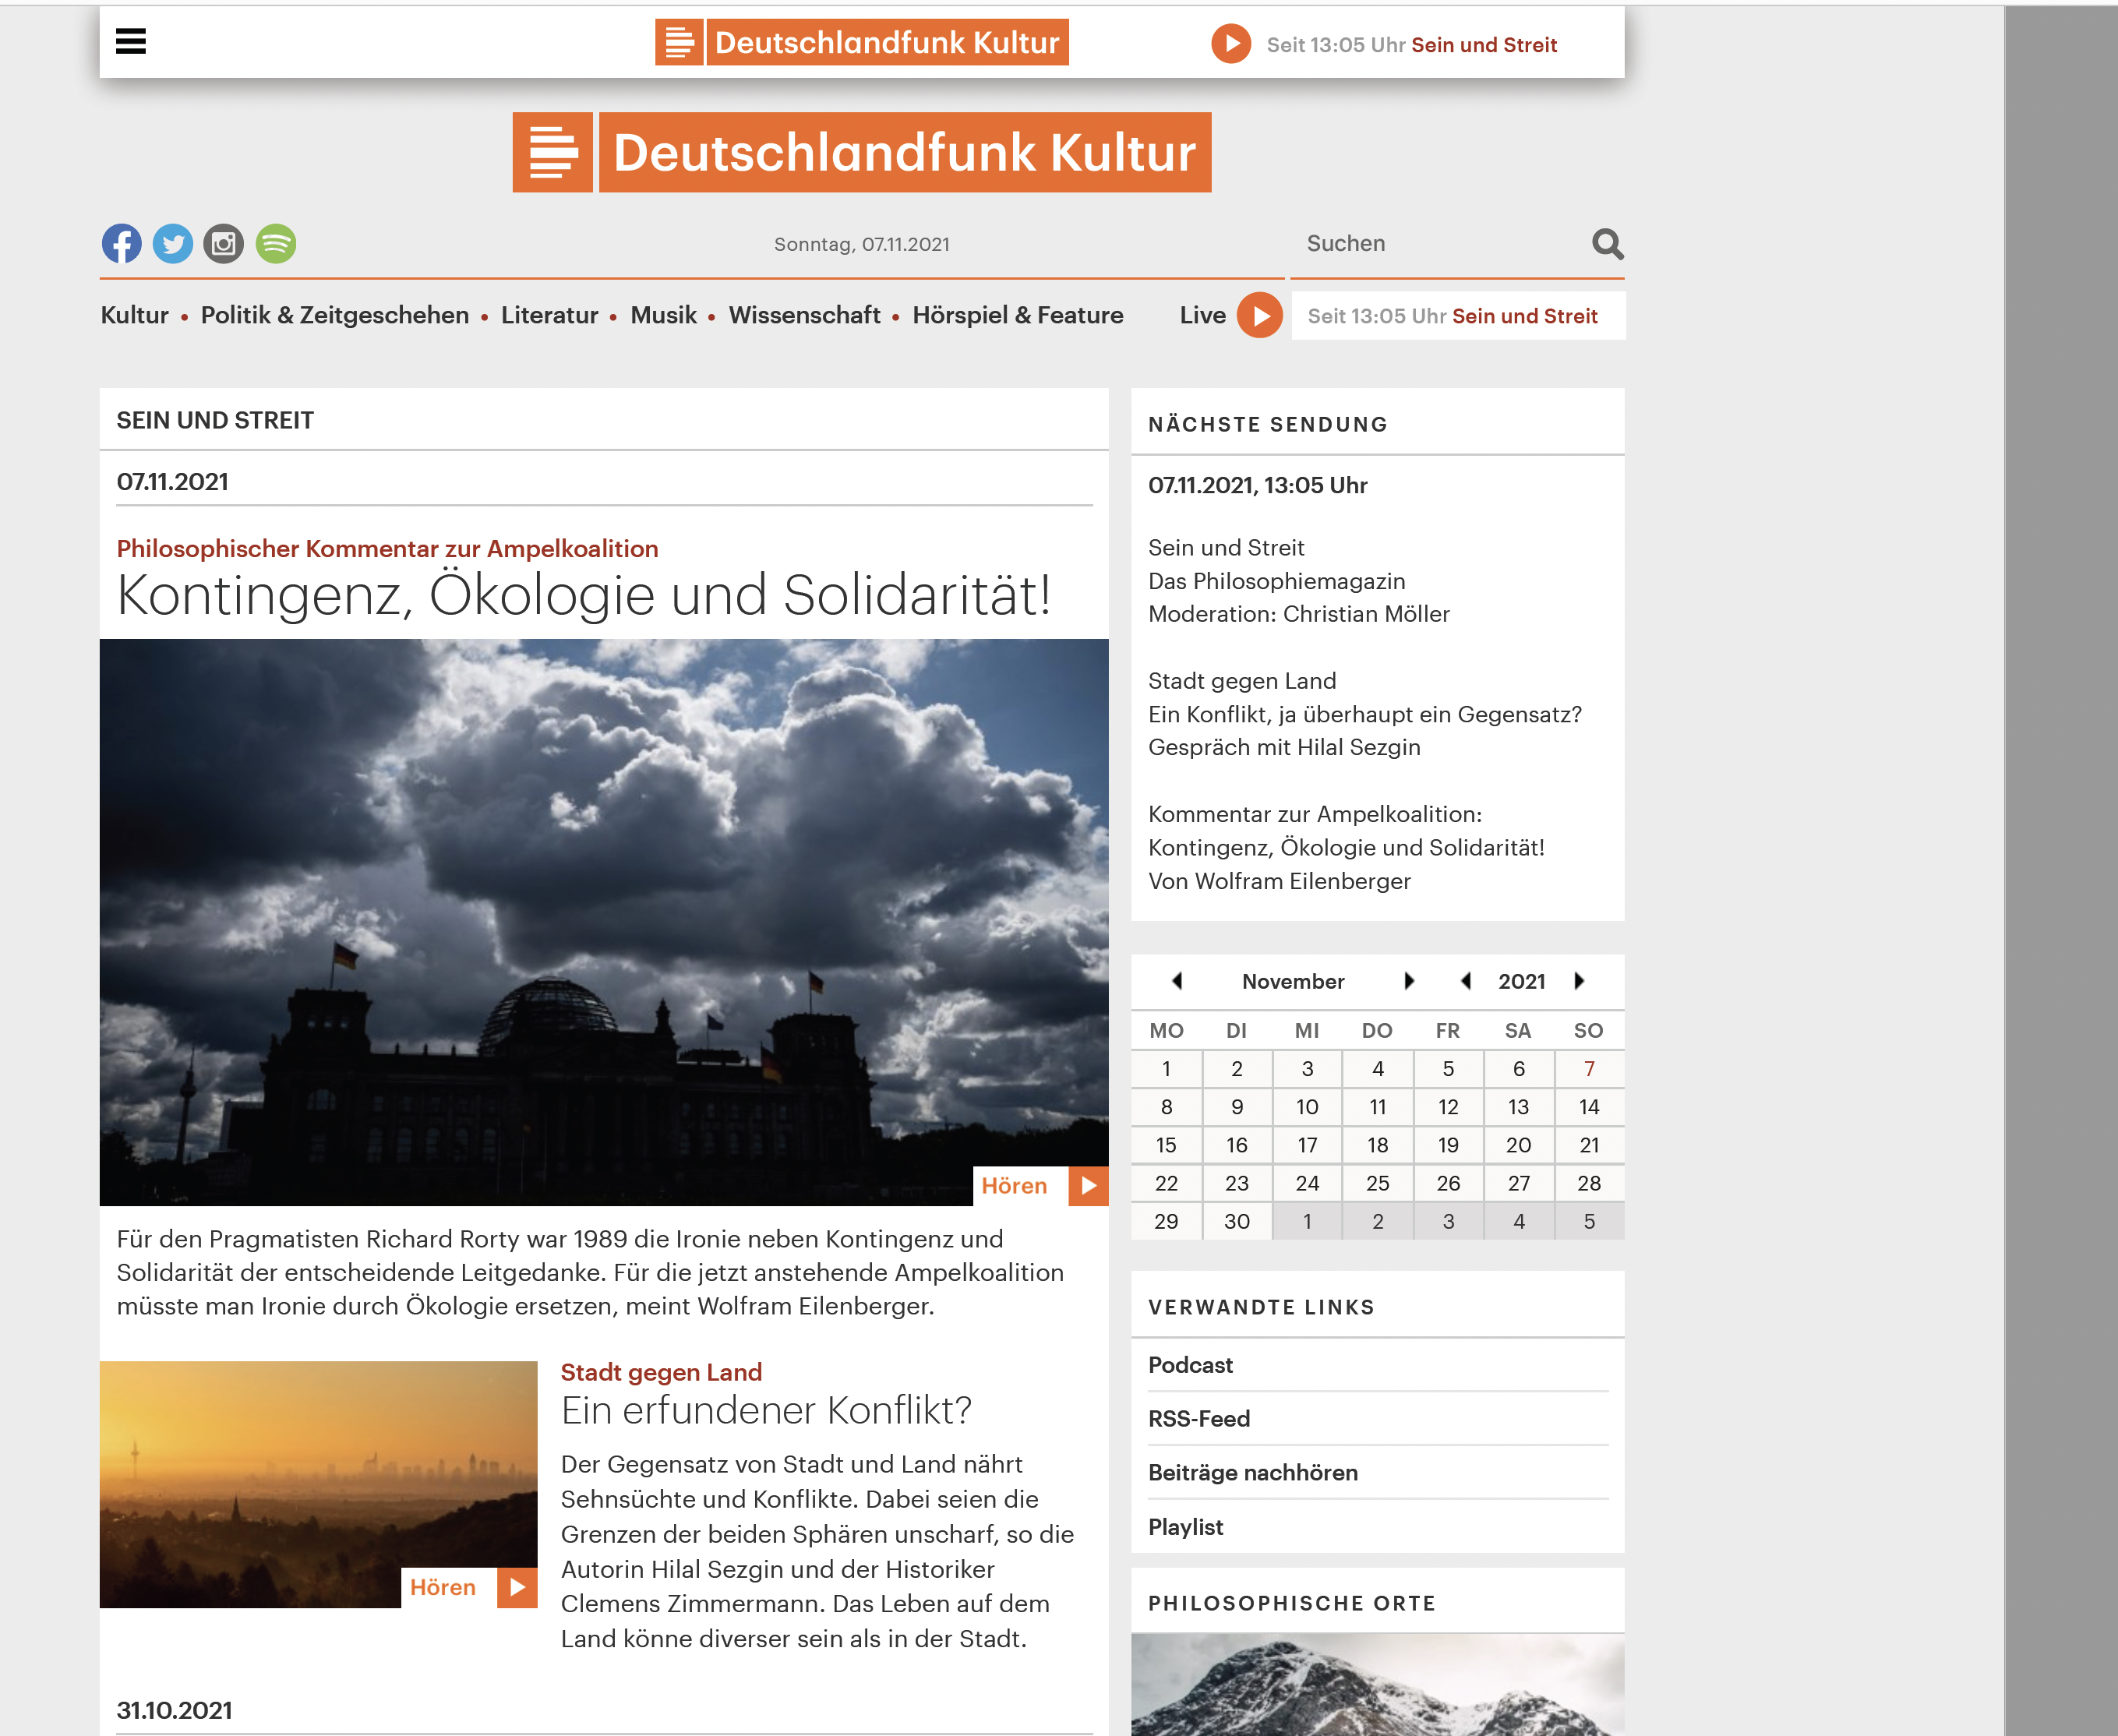 Deutschlandfunk Kultur
Seit 13:05 Uhr Sein und Streit
Deutschlandfunk Kultur
Sonntag, 07.11.2021
Suchen
Kultur • Politik & Zeitgeschehen • Literatur • Musik • Wissenschaft • Hörspiel & Feature
Live
Seit 13:05 Uhr Sein und Streit
SEIN UND STREIT
07.11.2021
Philosophischer Kommentar zur Ampelkoalition
Kontingenz, Ökologie und Solidarität!
Hören
Für den Pragmatisten Richard Rorty war 1989 die Ironie neben Kontingenz und
Solidarität der entscheidende Leitgedanke. Für die jetzt anstehende Ampelkoalition
müsste man Ironie durch Ökologie ersetzen, meint Wolfram Eilenberger.
Hören
Stadt gegen Land
Ein erfundener Konflikt?
Der Gegensatz von Stadt und Land nährt
Sehnsüchte und Konflikte. Dabei seien die
Grenzen der beiden Sphären unscharf, so die
Autorin Hilal Sezgin und der Historiker
Clemens Zimmermann. Das Leben auf dem
Land könne diverser sein als in der Stadt.
31.10.2021
NÄCHSTE SENDUNG
07.11.2021, 13:05 Uhr
Sein und Streit
Das Philosophiemagazin
Moderation: Christian Möller
Stadt gegen Land
Ein Konflikt, ja überhaupt ein Gegensatz?
Gespräch mit Hilal Sezgin
Kommentar zur Ampelkoalition:
Kontingenz, Ökologie und Solidarität!
Von Wolfram Eilenberger
November 2021
MO DI MI DO FR SA SO
1 2 3 4 5 6 7
8 9 10 11 12 13 14
15 16 17 18 19 20 21
22 23 24 25 26 27 28
29 30 1 2 3 4 5
VERWANDTE LINKS
Podcast
RSS-Feed
Beiträge nachhören
Playlist
PHILOSOPHISCHE ORTE